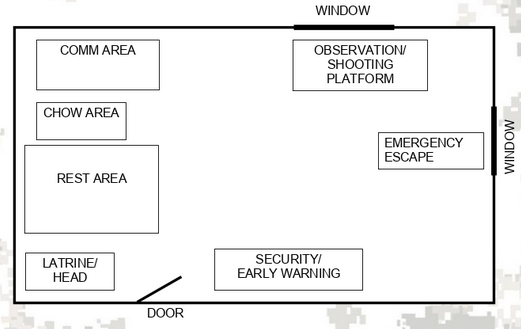 WINDOW
COMM AREA
OBSERVATION/
SHOOTING
PLATFORM
CHOW AREA
EMERGENCY
ESCAPE
WINDOW
REST AREA
LATRINE/
HEAD
SECURITY/
EARLY WARNING
DOOR